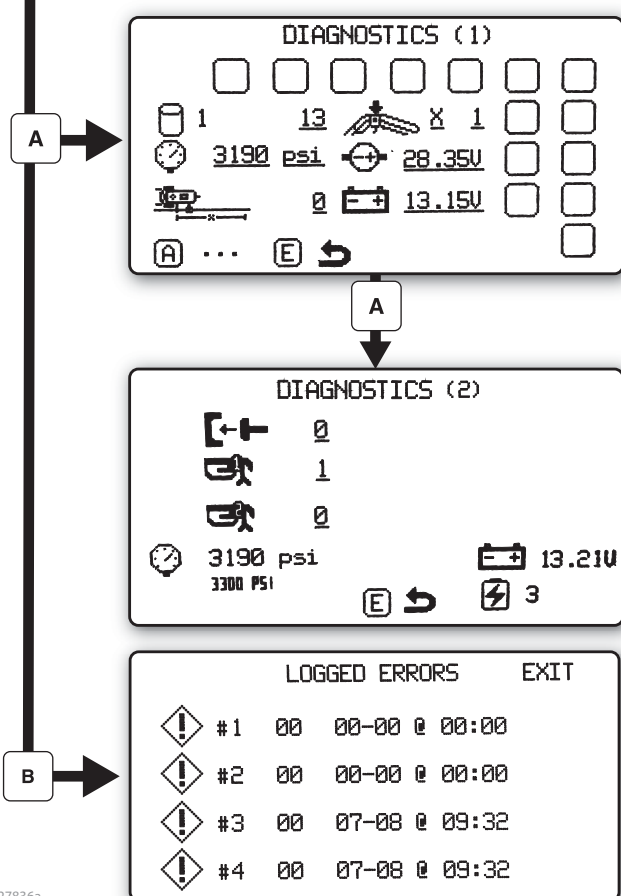 DIAGNOSTICS (1)
1 13 X 1
A
3190 psi 28.35V
0 13.15V
A ... E
A
DIAGNOSTICS (2)
0
1
0
3190 psi 13.21V
3300 PSI
E 3
LOGGED ERRORS EXIT
#1 00 00-00 @ 00:00
#2 00 00-00 @ 00:00
B
#3 00 07-08 @ 09:32
#4 00 07-08 @ 09:32